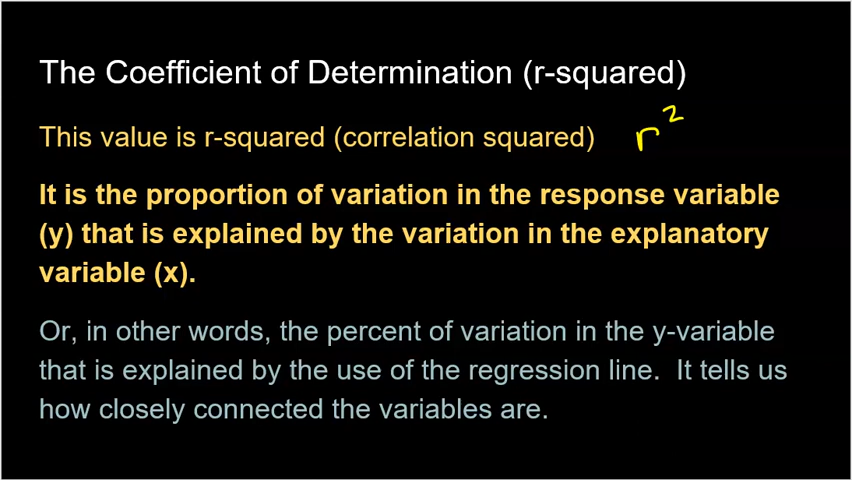 The Coefficient of Determination (r-squared)
This value is r-squared (correlation squared) r²
It is the proportion of variation in the response variable
(y) that is explained by the variation in the explanatory
variable (x).
Or, in other words, the percent of variation in the y-variable
that is explained by the use of the regression line.  It tells us
how closely connected the variables are.